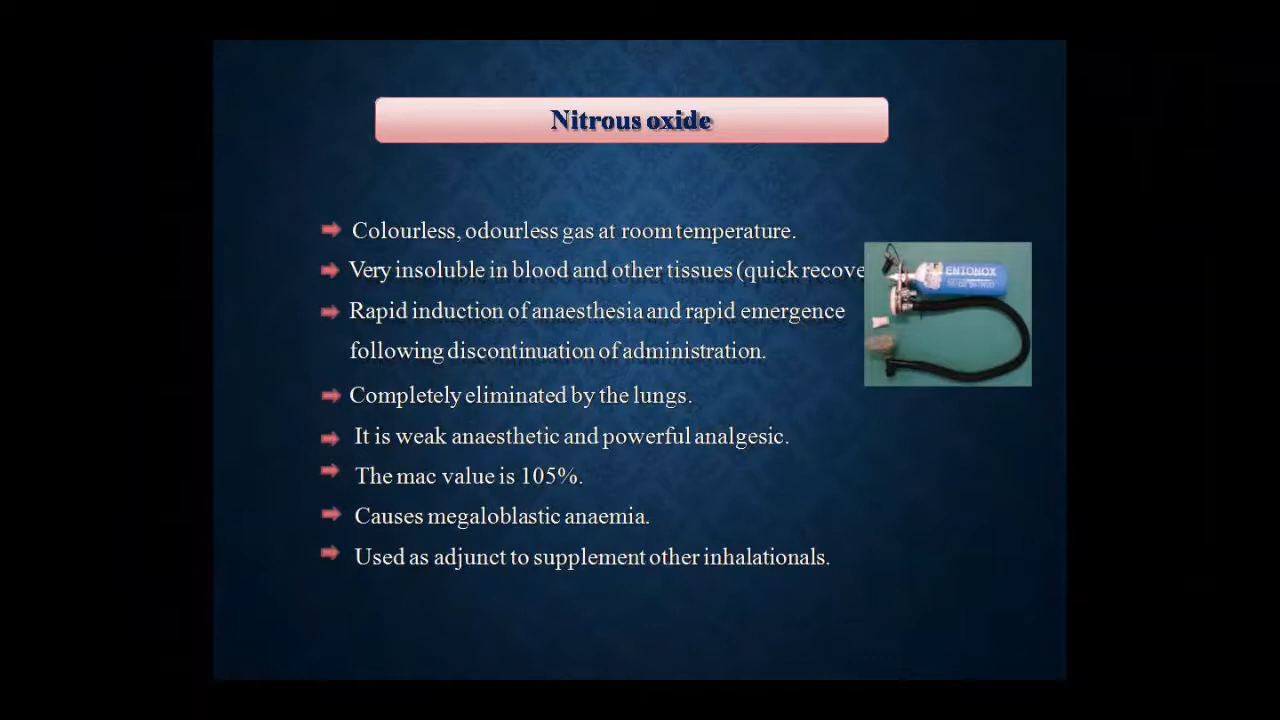 Nitrous oxide
Colourless, odourless gas at room temperature.
Very insoluble in blood and other tissues (quick recove
Rapid induction of anaesthesia and rapid emergence
following discontinuation of administration.
Completely eliminated by the lungs.
It is weak anaesthetic and powerful analgesic.
The mac value is 105%.
Causes megaloblastic anaemia.
Used as adjunct to supplement other inhalationals.
ENTONOX